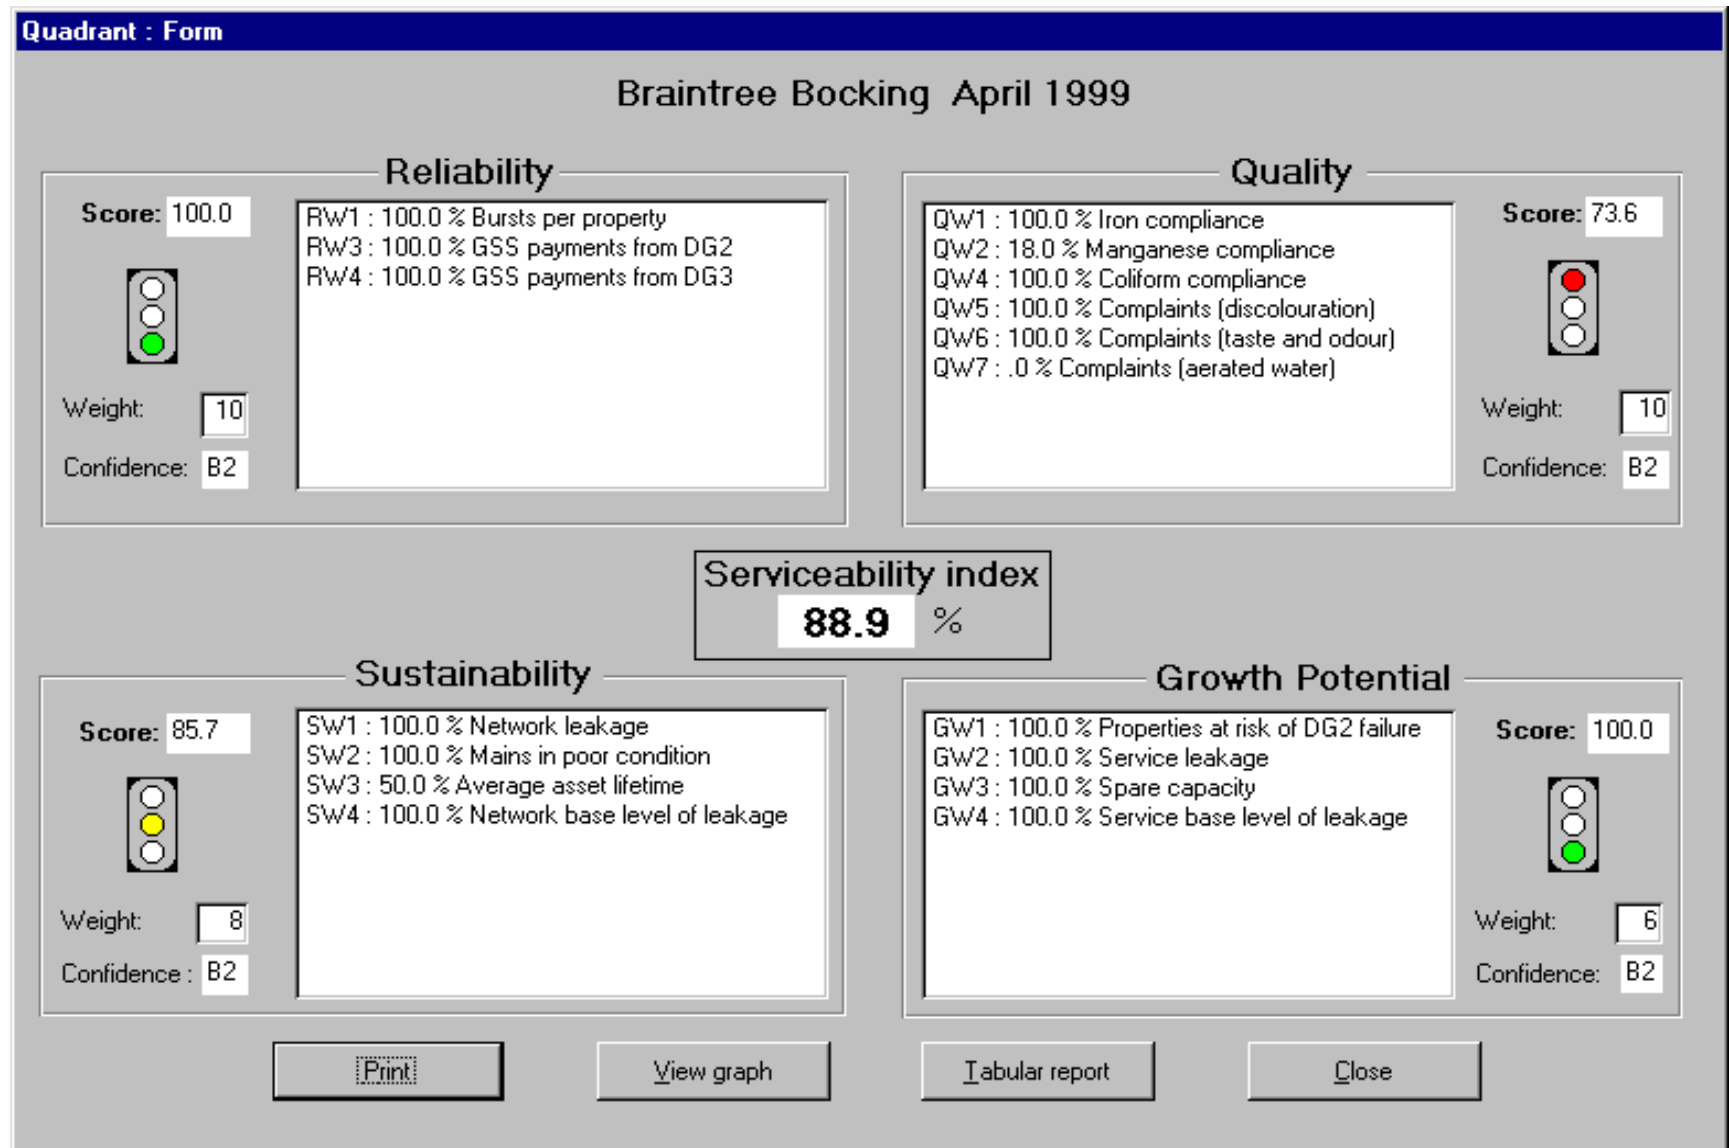 Quadrant : Form
Braintree Bocking April 1999
Reliability
Score: 100.0
RW1 : 100.0 % Bursts per property
RW3 : 100.0 % GSS payments from DG2
RW4 : 100.0 % GSS payments from DG3
Weight: 10
Confidence: B2
Quality
QW1 : 100.0 % Iron compliance
QW2 : 18.0 % Manganese compliance
QW4 : 100.0 % Coliform compliance
QW5 : 100.0 % Complaints (discolouration)
QW6 : 100.0 % Complaints (taste and odour)
QW7 : .0 % Complaints (aerated water)
Score: 73.6
Weight: 10
Confidence: B2
Serviceability index
88.9 %
Sustainability
Score: 85.7
SW1 : 100.0 % Network leakage
SW2 : 100.0 % Mains in poor condition
SW3 : 50.0 % Average asset lifetime
SW4 : 100.0 % Network base level of leakage
Weight: 8
Confidence : B2
Growth Potential
GW1 : 100.0 % Properties at risk of DG2 failure
GW2 : 100.0 % Service leakage
GW3 : 100.0 % Spare capacity
GW4 : 100.0 % Service base level of leakage
Score: 100.0
Weight: 6
Confidence: B2
Print
View graph
Tabular report
Close